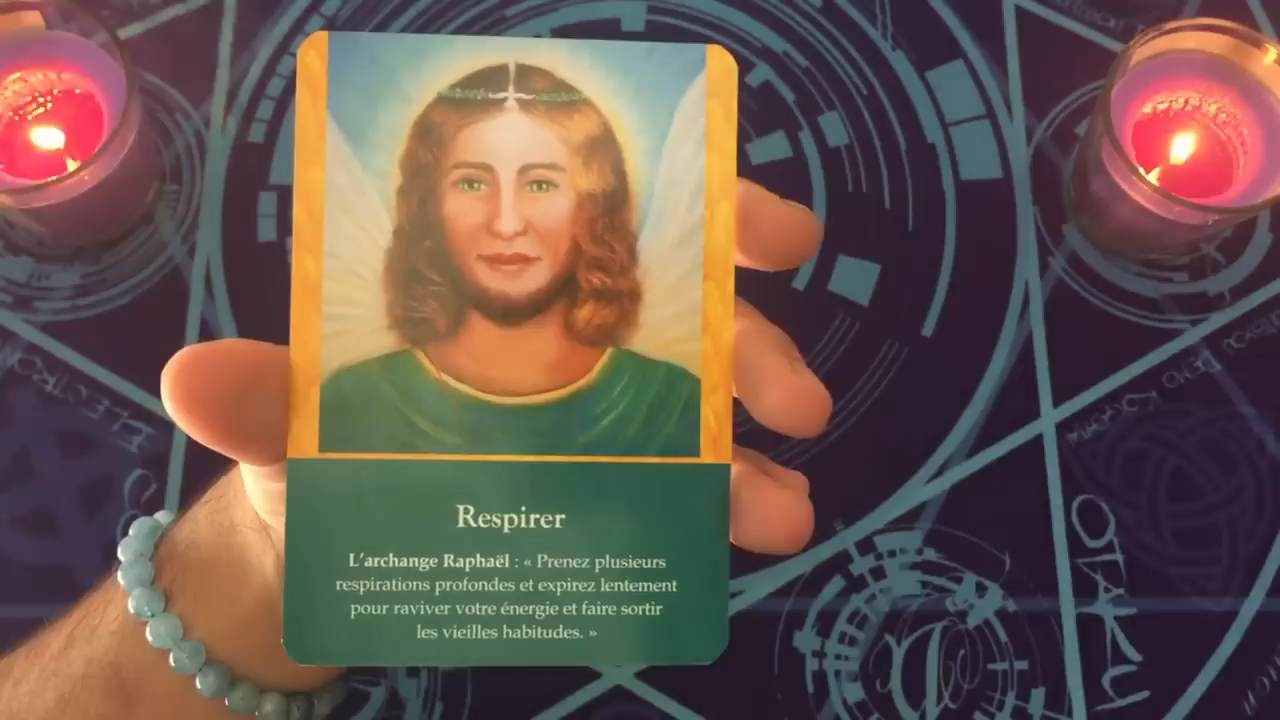 Respirer
L'archange Raphaël : « Prenez plusieurs
respirations profondes et expirez lentement
pour raviver votre énergie et faire sortir
les vieilles habitudes. »
OTAKU